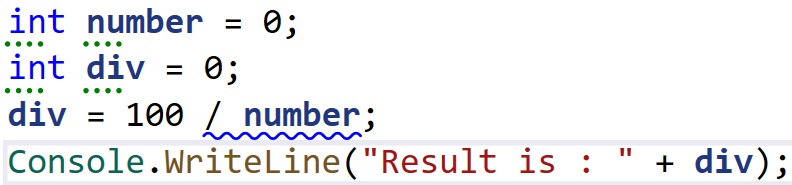 int number = 0;
int div = 0;
div = 100 / number;
Console.WriteLine("Result is : " + div);